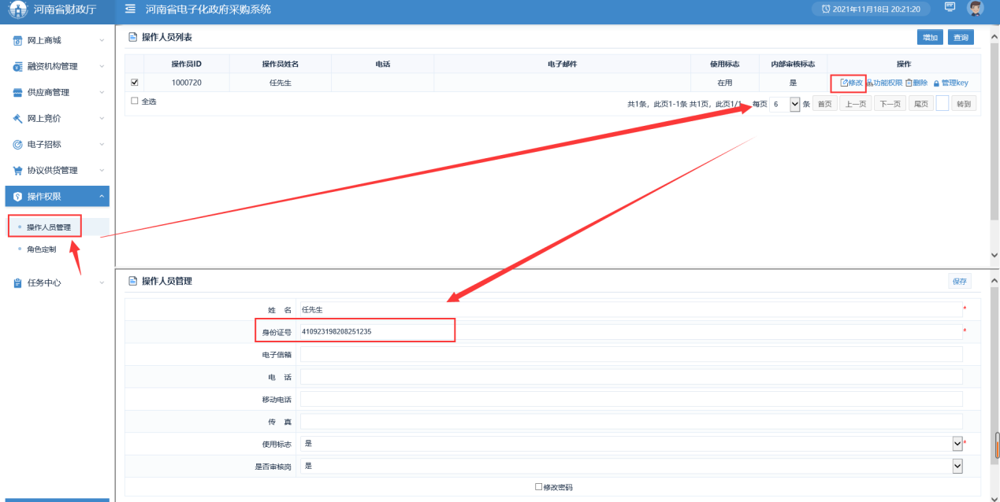 河南省财政厅
河南省电子化政府采购系统
2021年11月18日 20:21:20
网上商城
融资机构管理
供应商管理
网上竞价
电子招标
协议供货管理
操作权限
操作人员管理
角色定制
任务中心
操作人员列表
增加 查询
操作员ID 操作员姓名 电话 电子邮件 使用标志 内部审核标志 操作
1000720 任先生 在用 是 修改 功能权限 删除 管理key
全选
共1条，此页1-1条 共1页，此页1/1 每页 6 条 首页 上一页 下一页 尾页 转到
操作人员管理
保存
姓 名 任先生 *
身份证号 410923198208251235 *
电子信箱
电 话
移动电话
传 真
使用标志 是 *
是否审核岗 是
修改密码